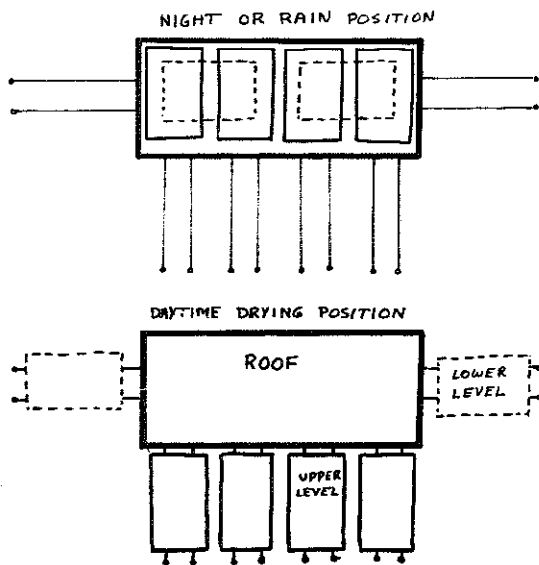 NIGHT OR RAIN POSITION
DAYTIME DRYING POSITION
ROOF
LOWER
LEVEL
UPPER
LEVEL